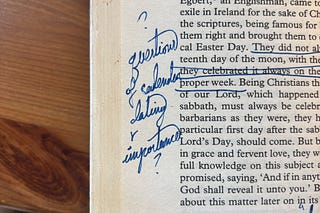 ?
questions
of calendar
dating
+
importance
?
Egbert, an Englishman, came to
exile in Ireland for the sake of Ch
the scriptures, being famous for
them right and brought them to
cal Easter Day. They did not al
teenth day of the moon, with the
they celebrated it always on the
proper week. Being Christians th
of our Lord, which happened
sabbath, must always be celebr
barbarians as they were, they h
particular first day after the sab
Lord's Day, should come. But b
in grace and fervent love, they w
full knowledge on this subject a
promised, saying, 'And if in anyt
God shall reveal it unto you.' B
about this matter later on in its